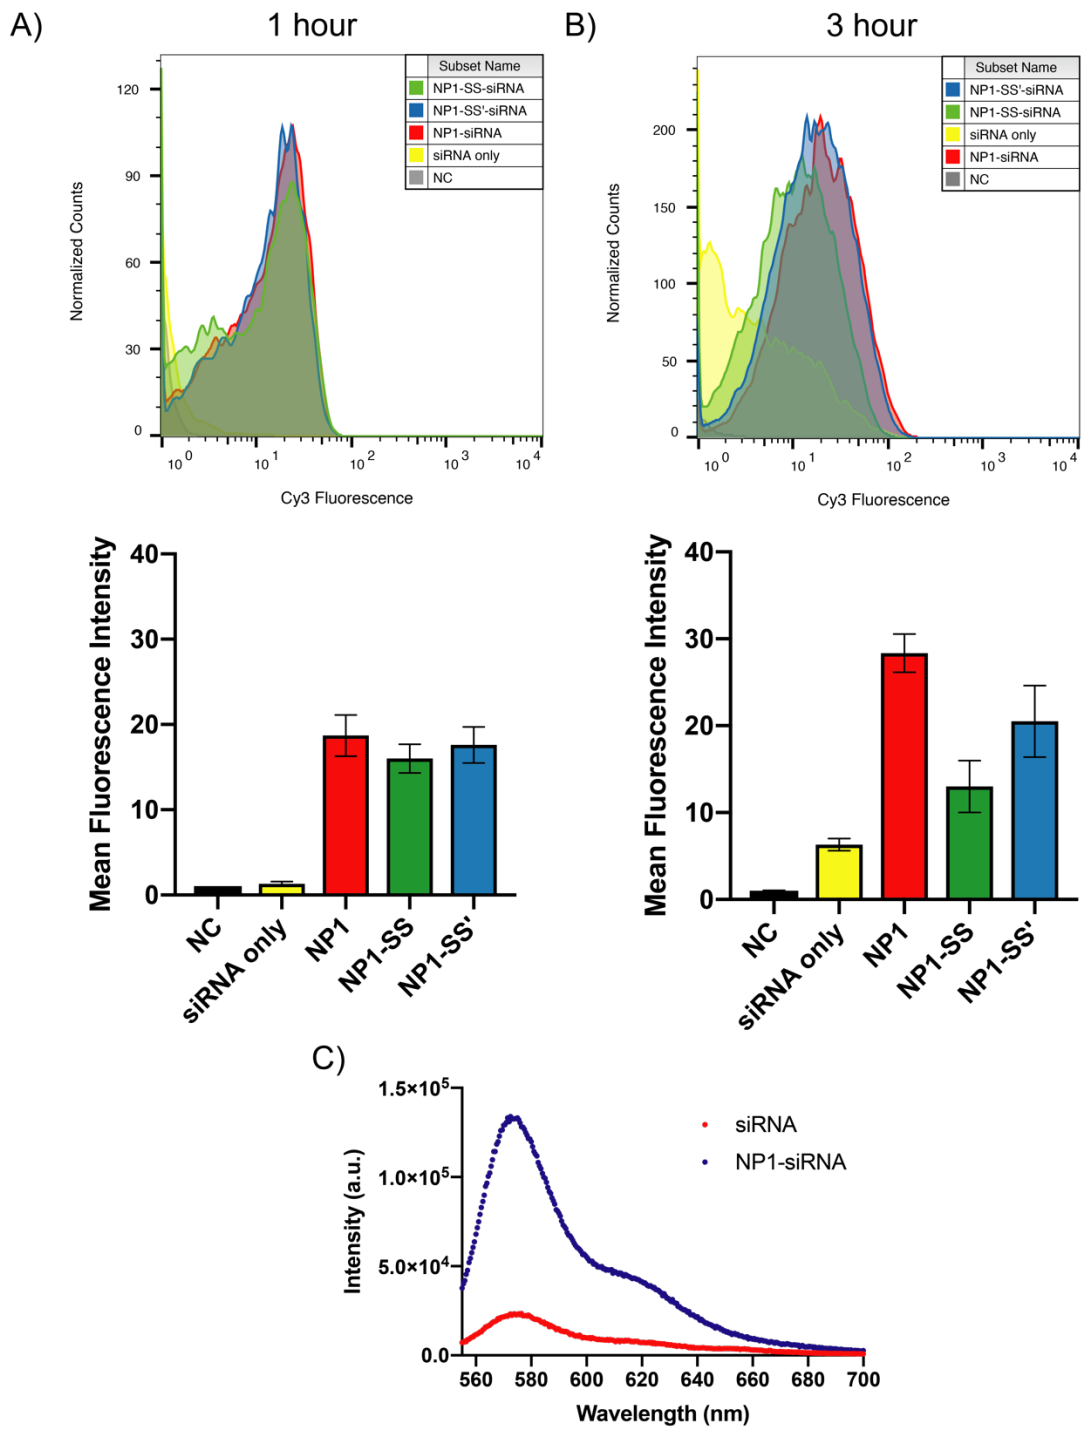 A)
1 hour
B)
3 hour
Subset Name
NP1-SS-siRNA
NP1-SS'-siRNA
NP1-siRNA
siRNA only
NC
120
90
60
30
0
Normalized Counts
10^0 10^1 10^2 10^3 10^4
Cy3 Fluorescence
Subset Name
NP1-SS'-siRNA
NP1-SS-siRNA
siRNA only
NP1-siRNA
NC
200
150
100
50
0
Normalized Counts
10^0 10^1 10^2 10^3 10^4
Cy3 Fluorescence
Mean Fluorescence Intensity
40
30
20
10
0
NC
siRNA only
NP1
NP1-SS
NP1-SS'
Mean Fluorescence Intensity
40
30
20
10
0
NC
siRNA only
NP1
NP1-SS
NP1-SS'
C)
Intensity (a.u.)
1.5×10^5
1.0×10^5
5.0×10^4
0.0
siRNA
NP1-siRNA
560 580 600 620 640 660 680 700
Wavelength (nm)